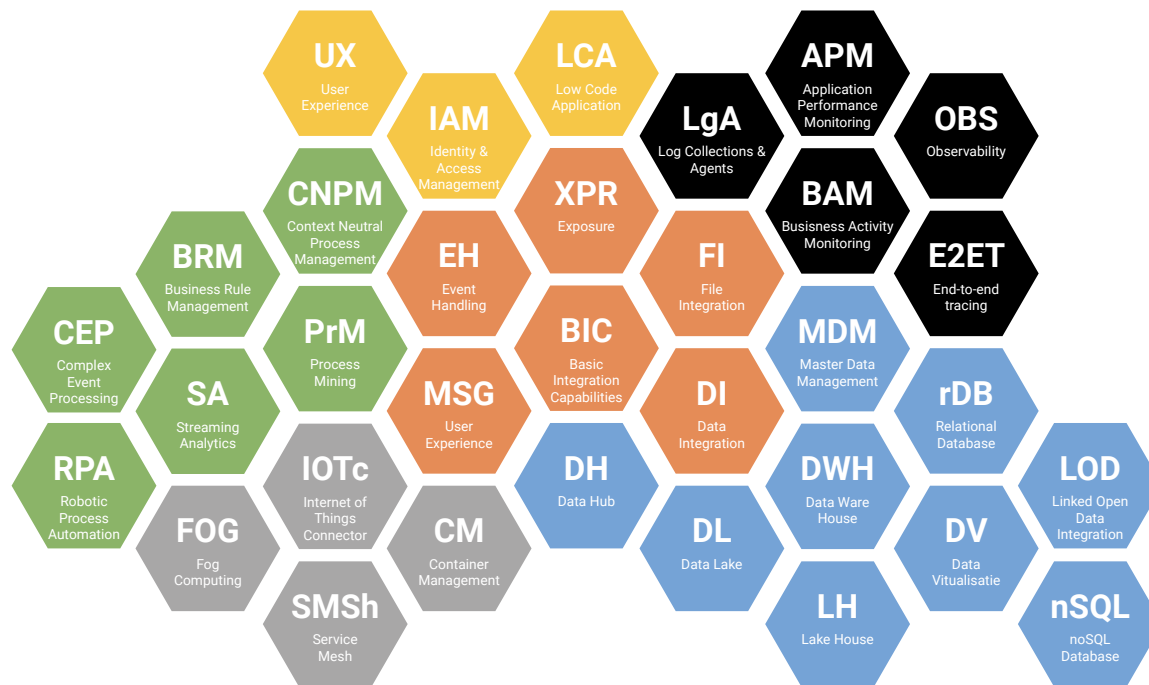 UX
User
Experience
LCA
Low Code
Application
APM
Application
Performance
Monitoring
IAM
Identity &
Access
Management
LgA
Log Collections &
Agents
OBS
Observability
CNPM
Context Neutral
Process
Management
XPR
Exposure
BAM
Busisness Activity
Monitoring
BRM
Business Rule
Management
EH
Event
Handling
FI
File
Integration
E2ET
End-to-end
tracing
CEP
Complex
Event
Processing
PrM
Process
Mining
BIC
Basic
Integration
Capabilities
MDM
Master Data
Management
SA
Streaming
Analytics
MSG
User
Experience
DI
Data
Integration
rDB
Relational
Database
RPA
Robotic
Process
Automation
IOTc
Internet of
Things
Connector
DH
Data Hub
DWH
Data Ware
House
LOD
Linked Open
Data
Integration
FOG
Fog
Computing
CM
Container
Management
DL
Data Lake
DV
Data
Vitualisatie
SMSh
Service
Mesh
LH
Lake House
nSQL
noSQL
Database